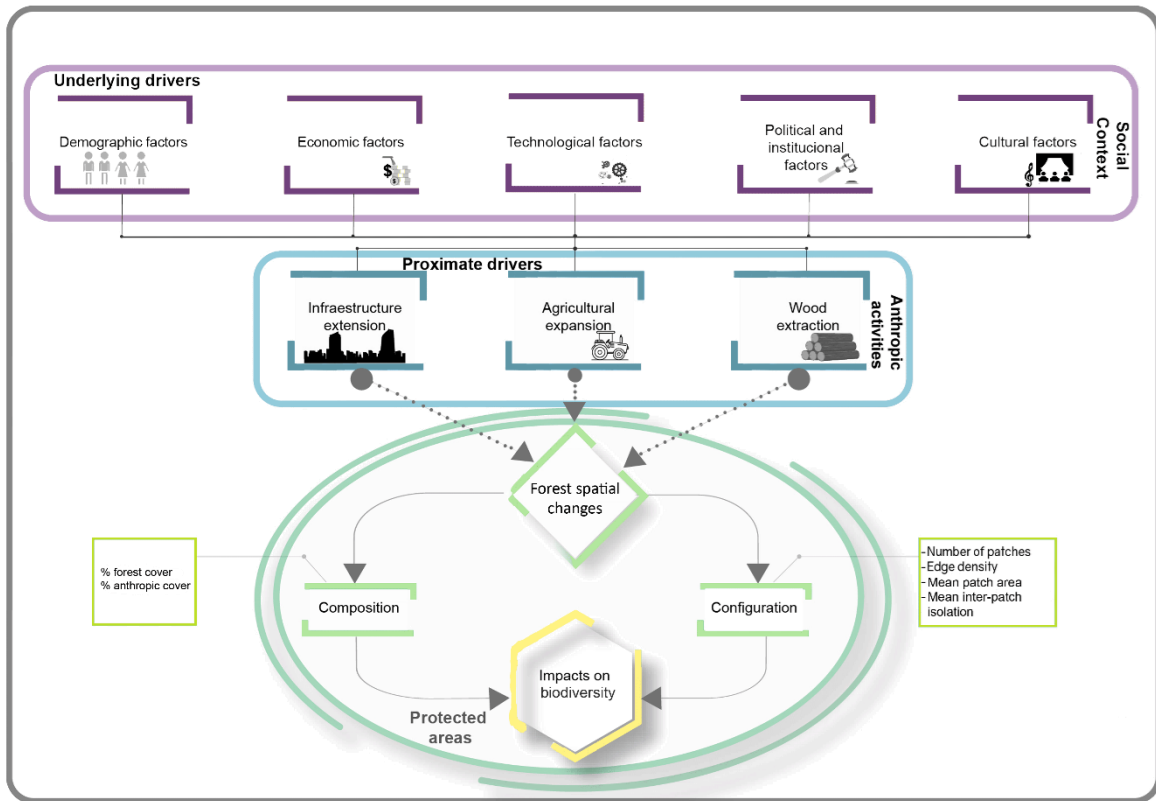 Underlying drivers
Demographic factors
Economic factors
Technological factors
Political and
institutional
factors
Cultural factors
Social
Context
$
$
Proximate drivers
Infraestructure
extension
Agricultural
expansion
Wood
extraction
Anthropic
activities
Forest spatial
changes
% forest cover
% anthropic cover
Composition
Configuration
-Number of patches
-Edge density
-Mean patch area
-Mean inter-patch
isolation
Impacts on
biodiversity
Protected
areas